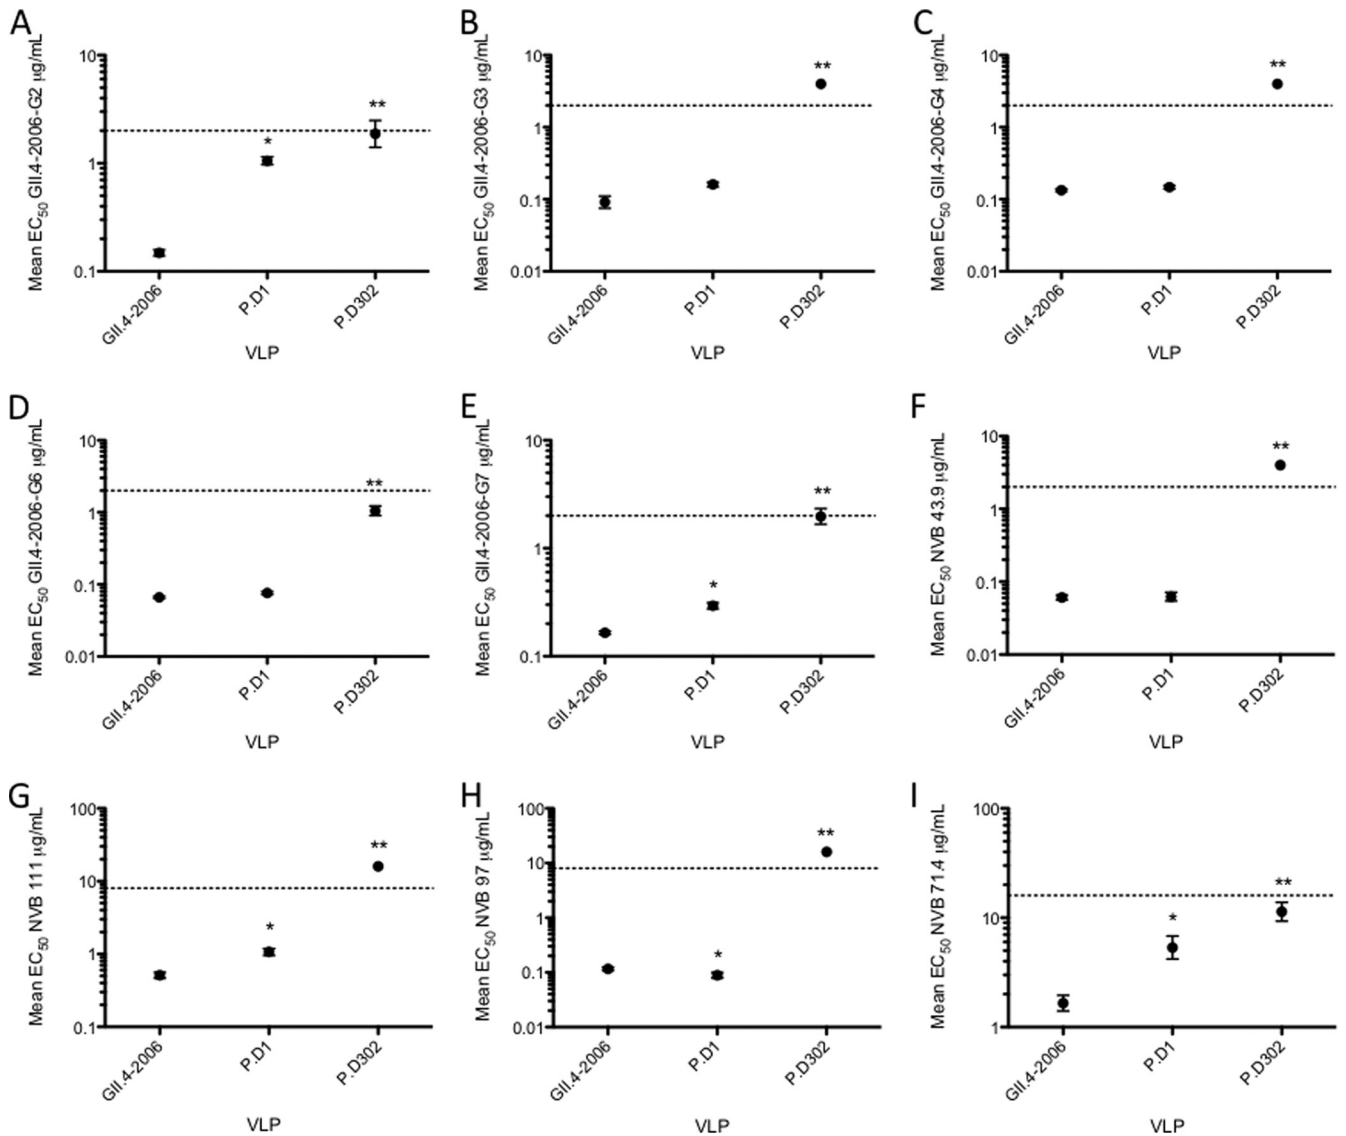 A
Mean EC50 GII.4-2006-G2 µg/mL
10
1
0.1
*
**
GII.4-2006
P.D1
P.D302
VLP
B
Mean EC50 GII.4-2006-G3 µg/mL
10
1
0.1
0.01
**
GII.4-2006
P.D1
P.D302
VLP
C
Mean EC50 GII.4-2006-G4 µg/mL
10
1
0.1
0.01
**
GII.4-2006
P.D1
P.D302
VLP
D
Mean EC50 GII.4-2006-G6 µg/mL
10
1
0.1
0.01
**
GII.4-2006
P.D1
P.D302
VLP
E
Mean EC50 GII.4-2006-G7 µg/mL
10
1
0.1
*
**
GII.4-2006
P.D1
P.D302
VLP
F
Mean EC50 NVB 43.9 µg/mL
10
1
0.1
0.01
**
GII.4-2006
P.D1
P.D302
VLP
G
Mean EC50 NVB 111 µg/mL
100
10
1
0.1
*
**
GII.4-2006
P.D1
P.D302
VLP
H
Mean EC50 NVB 97 µg/mL
100
10
1
0.1
0.01
*
**
GII.4-2006
P.D1
P.D302
VLP
I
Mean EC50 NVB 71.4 µg/mL
100
10
1
*
**
GII.4-2006
P.D1
P.D302
VLP